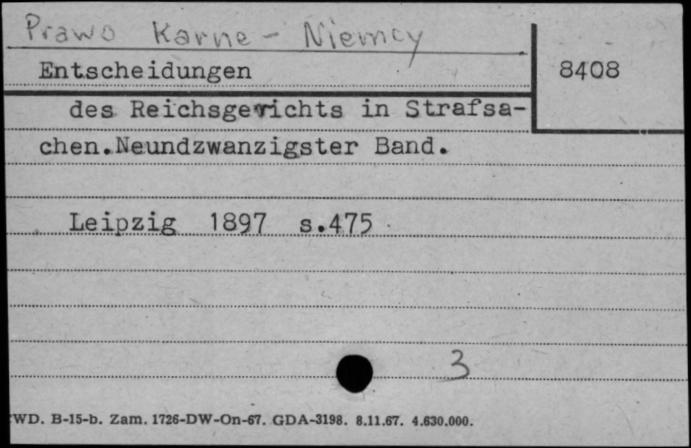 Prawo Karne - Niemcy
Entscheidungen
8408
des Reichsgerichts in Strafsa-
chen.Neundzwanzigster Band.
Leipzig 1897 s.475
3
WD. B-15-b. Zam. 1726-DW-On-67. GDA-3198. 8.11.67. 4.630.000.